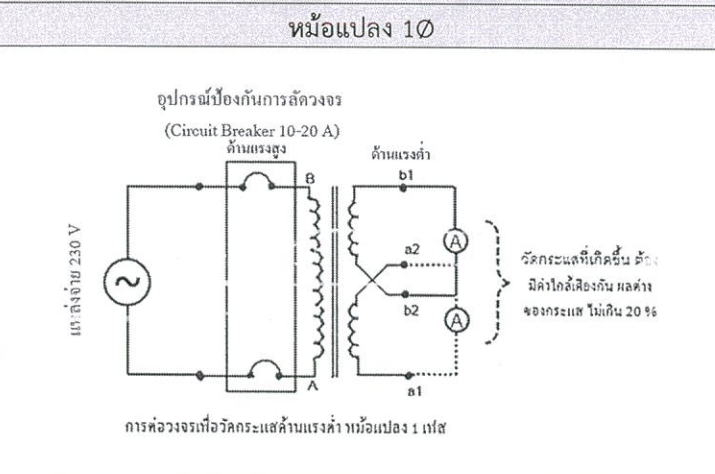 หม้อแปลง 1Ø
อุปกรณ์ป้องกันการลัดวงจร
(Circuit Breaker 10-20 A)
ด้านแรงสูง
ด้านแรงต่ำ
B
b1
A
a2
วัดกระแสที่เกิดขึ้น ต้อง
มีค่าใกล้เคียงกัน ผลต่าง
ของกระแส ไม่เกิน 20 %
จ่าย 230 V
b2
A
A
a1
การต่อวงจรเพื่อวัดกระแสด้านแรงต่ำ หม้อแปลง 1 เฟส